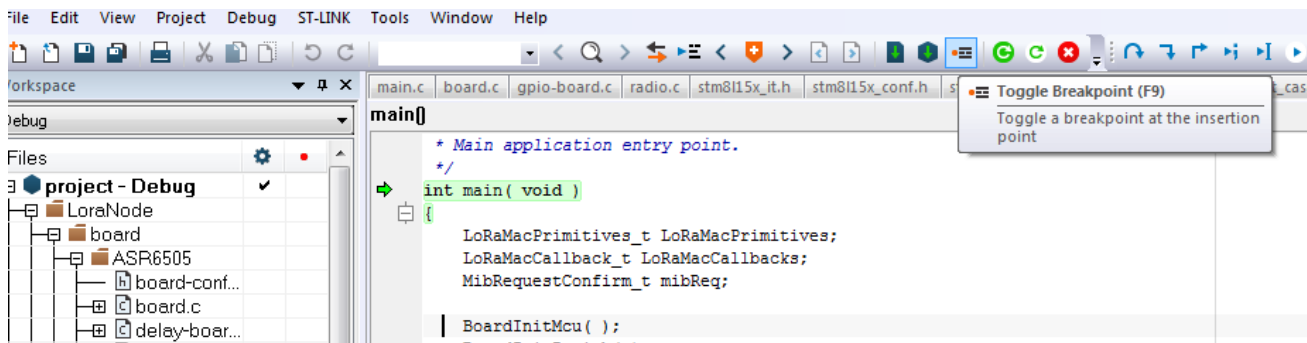 File Edit View Project Debug ST-LINK Tools Window Help
Workspace
main.c board.c gpio-board.c radio.c stm8l15x_it.h stm8l15x_conf.h
Toggle Breakpoint (F9)
Toggle a breakpoint at the insertion
point
Debug
main()
Files
project - Debug
LoraNode
board
ASR6505
board-conf...
board.c
delay-boar...
* Main application entry point.
*/
int main( void )
{
LoRaMacPrimitives_t LoRaMacPrimitives;
LoRaMacCallback_t LoRaMacCallbacks;
MibRequestConfirm_t mibReq;
BoardInitMcu( );